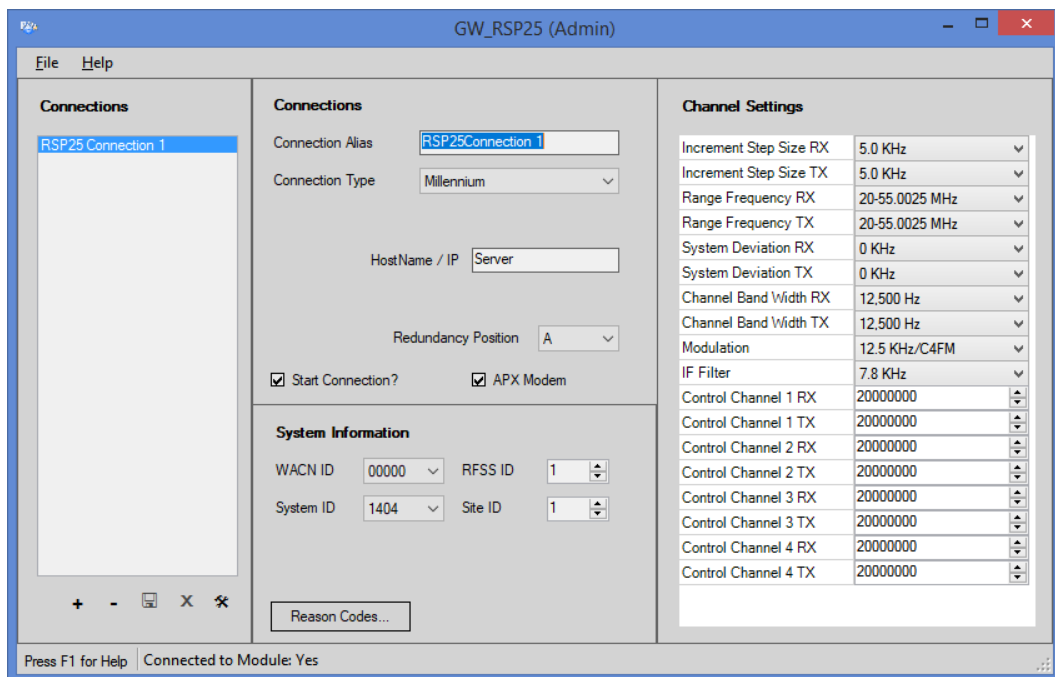 GW_RSP25 (Admin)
File Help
Connections
RSP25 Connection 1
+ - X
Connections
Connection Alias RSP25Connection 1
Connection Type Millennium
HostName / IP Server
Redundancy Position A
Start Connection? APX Modem
System Information
WACN ID 00000 RFSS ID 1
System ID 1404 Site ID 1
Reason Codes...
Channel Settings
Increment Step Size RX 5.0 KHz
Increment Step Size TX 5.0 KHz
Range Frequency RX 20-55.0025 MHz
Range Frequency TX 20-55.0025 MHz
System Deviation RX 0 KHz
System Deviation TX 0 KHz
Channel Band Width RX 12,500 Hz
Channel Band Width TX 12,500 Hz
Modulation 12.5 KHz/C4FM
IF Filter 7.8 KHz
Control Channel 1 RX 20000000
Control Channel 1 TX 20000000
Control Channel 2 RX 20000000
Control Channel 2 TX 20000000
Control Channel 3 RX 20000000
Control Channel 3 TX 20000000
Control Channel 4 RX 20000000
Control Channel 4 TX 20000000
Press F1 for Help Connected to Module: Yes